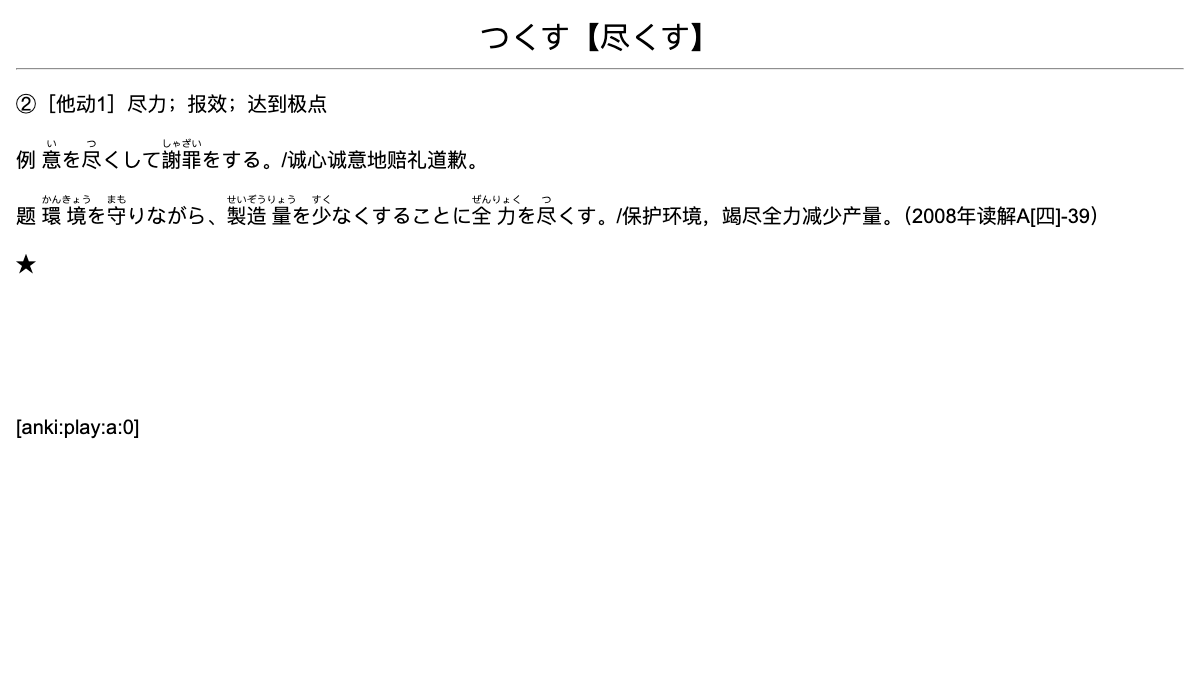 つくす【尽くす】
②［他动1］尽力；报效；达到极点
い つ しゃざい
例 意を尽くして謝罪をする。/诚心诚意地赔礼道歉。
かんきょう まも せいぞうりょう すく ぜんりょく つ
题 環境を守りながら、製造量を少なくすることに全力を尽くす。/保护环境，竭尽全力减少产量。（2008年读解A[四]-39）
★
[anki:play:a:0]